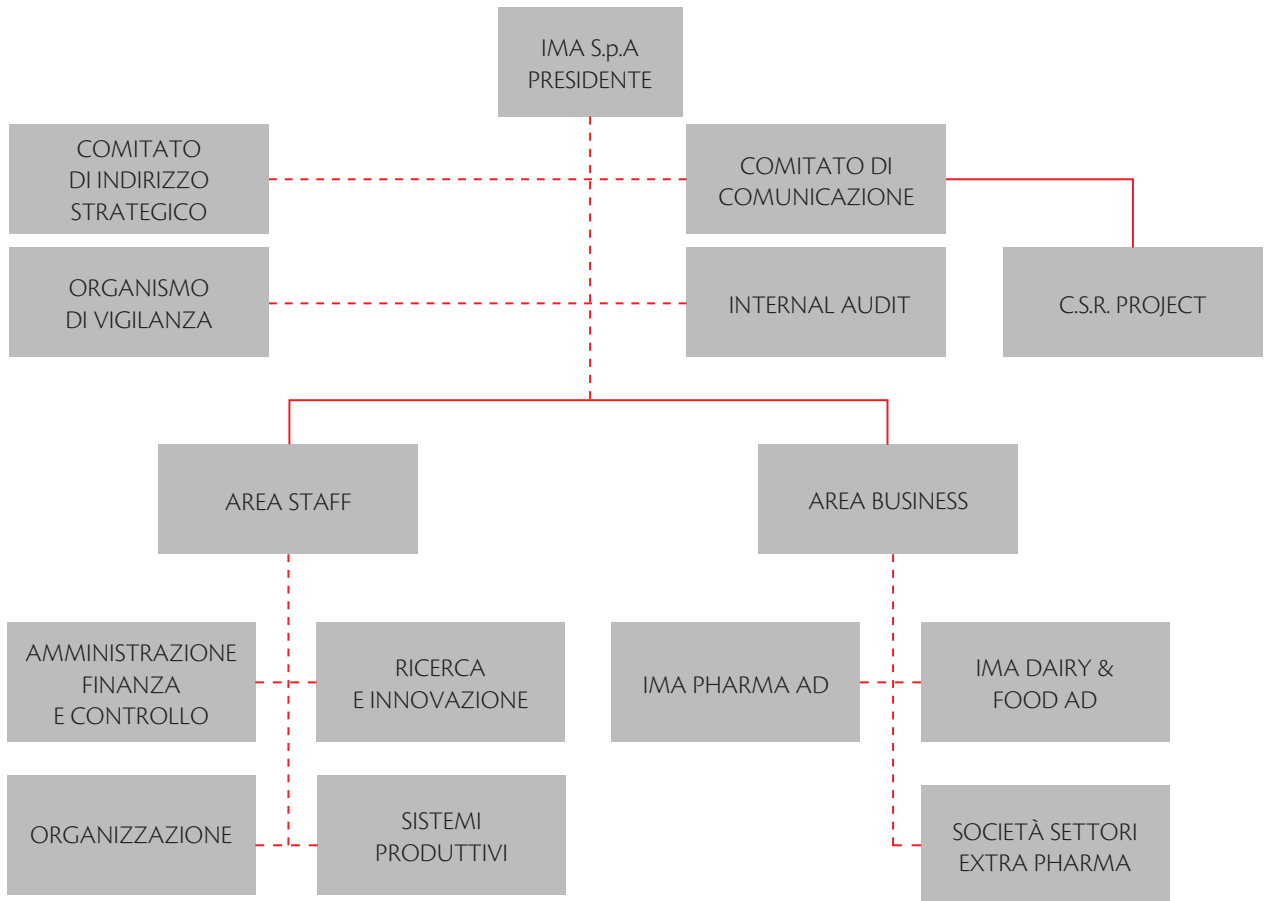 IMA S.p.A
PRESIDENTE
COMITATO
DI INDIRIZZO
STRATEGICO
COMITATO DI
COMUNICAZIONE
ORGANISMO
DI VIGILANZA
INTERNAL AUDIT
C.S.R. PROJECT
AREA STAFF
AREA BUSINESS
AMMINISTRAZIONE
FINANZA
E CONTROLLO
RICERCA
E INNOVAZIONE
IMA PHARMA AD
IMA DAIRY &
FOOD AD
ORGANIZZAZIONE
SISTEMI
PRODUTTIVI
SOCIETÀ SETTORI
EXTRA PHARMA